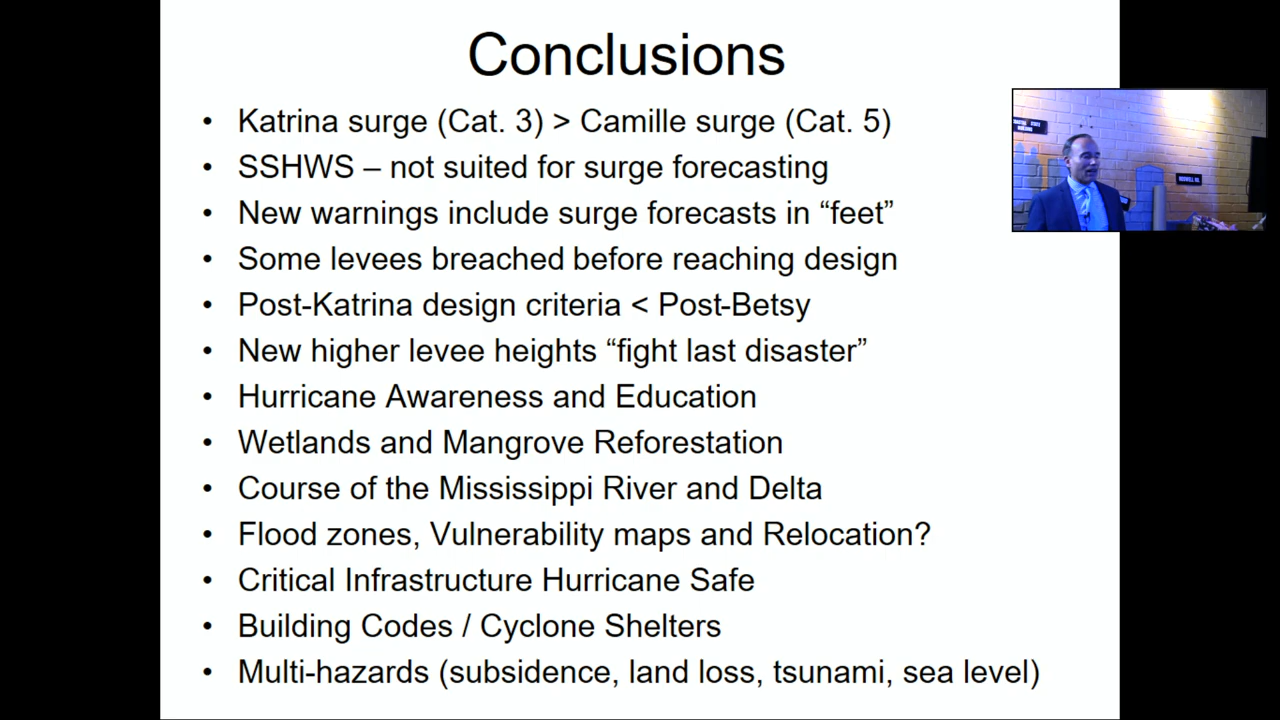 Conclusions
• Katrina surge (Cat. 3) > Camille surge (Cat. 5)
• SSHWS – not suited for surge forecasting
• New warnings include surge forecasts in “feet”
• Some levees breached before reaching design
• Post-Katrina design criteria < Post-Betsy
• New higher levee heights “fight last disaster”
• Hurricane Awareness and Education
• Wetlands and Mangrove Reforestation
• Course of the Mississippi River and Delta
• Flood zones, Vulnerability maps and Relocation?
• Critical Infrastructure Hurricane Safe
• Building Codes / Cyclone Shelters
• Multi-hazards (subsidence, land loss, tsunami, sea level)